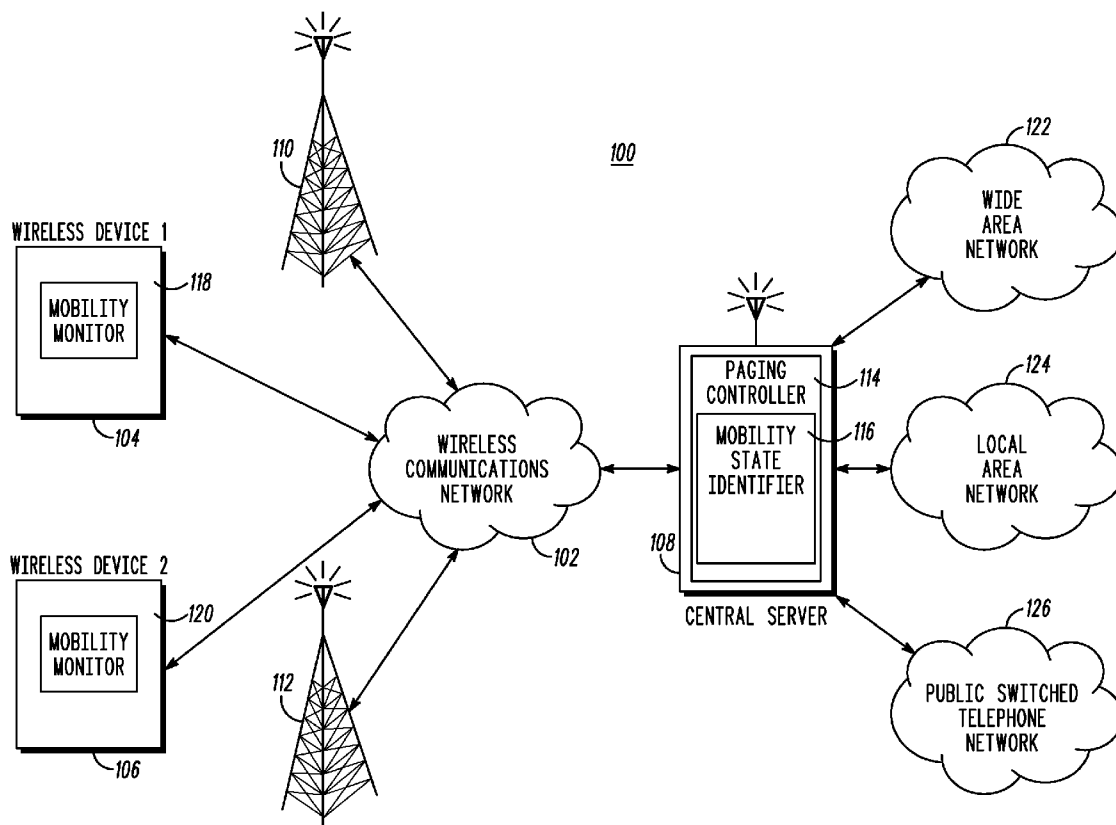 100
110
WIRELESS DEVICE 1
118
MOBILITY
MONITOR
104
WIRELESS DEVICE 2
120
MOBILITY
MONITOR
106
112
WIRELESS
COMMUNICATIONS
NETWORK
102
PAGING
CONTROLLER
114
MOBILITY
STATE
IDENTIFIER
116
108
CENTRAL SERVER
122
WIDE
AREA
NETWORK
124
LOCAL
AREA
NETWORK
126
PUBLIC SWITCHED
TELEPHONE
NETWORK